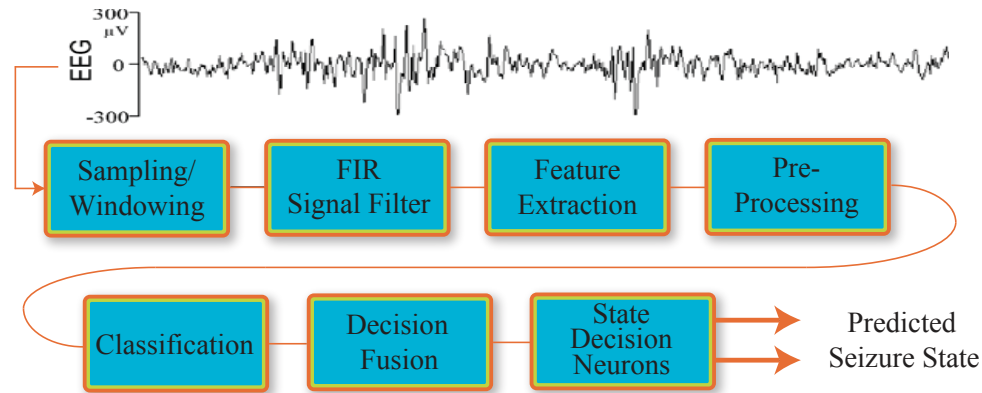 300
µV
EEG
0
-300
Sampling/
Windowing
FIR
Signal Filter
Feature
Extraction
Pre-
Processing
Classification
Decision
Fusion
State
Decision
Neurons
Predicted
Seizure State